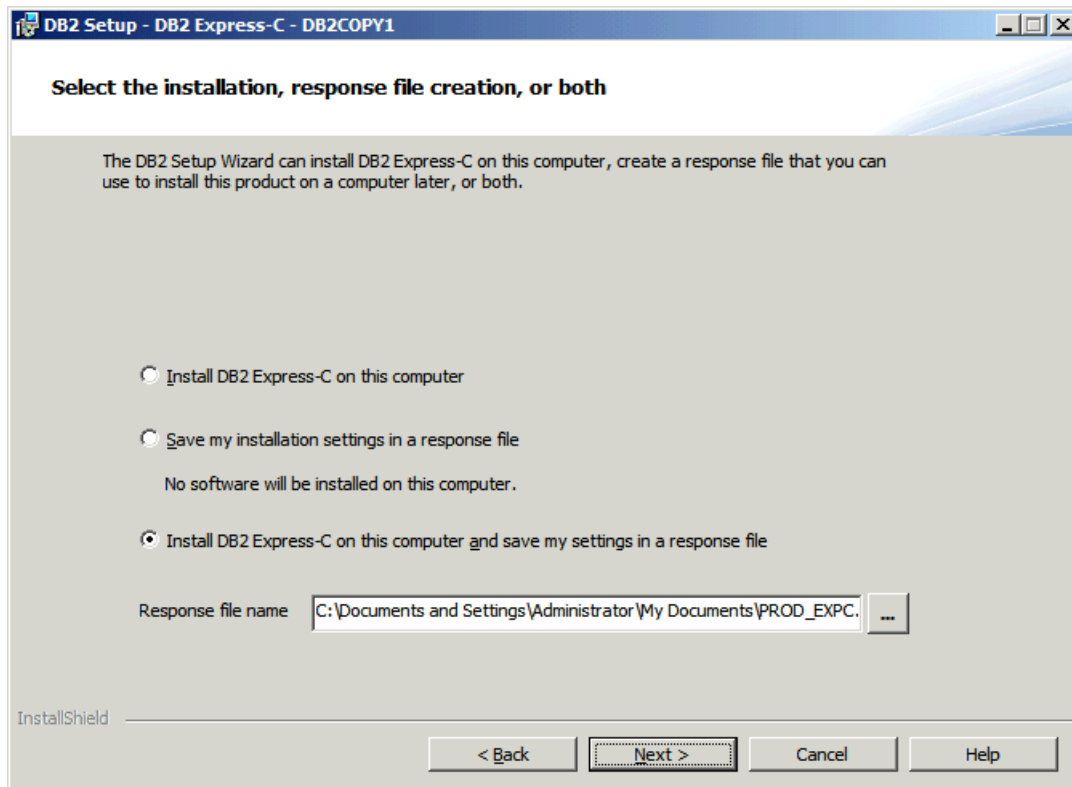 DB2 Setup - DB2 Express-C - DB2COPY1
Select the installation, response file creation, or both
The DB2 Setup Wizard can install DB2 Express-C on this computer, create a response file that you can
use to install this product on a computer later, or both.
Install DB2 Express-C on this computer
Save my installation settings in a response file
No software will be installed on this computer.
Install DB2 Express-C on this computer and save my settings in a response file
Response file name C:\Documents and Settings\Administrator\My Documents\PROD_EXPC. ...
InstallShield
< Back Next > Cancel Help